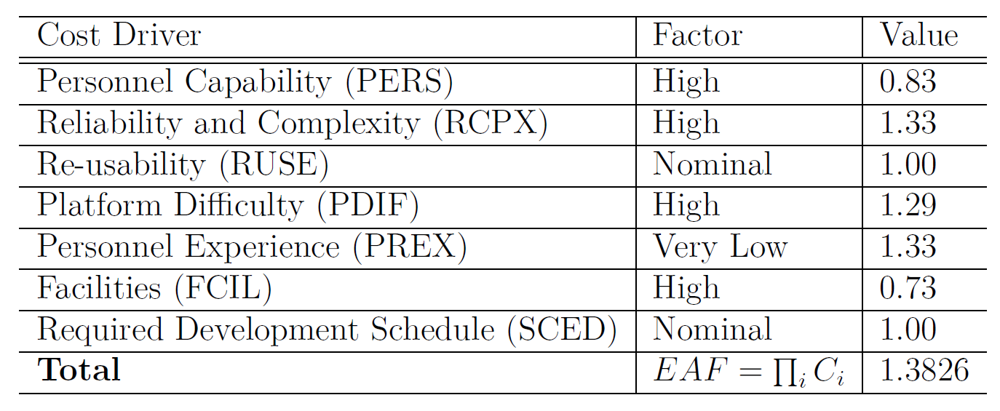 Cost Driver Factor Value
Personnel Capability (PERS) High 0.83
Reliability and Complexity (RCPX) High 1.33
Re-usability (RUSE) Nominal 1.00
Platform Difficulty (PDIF) High 1.29
Personnel Experience (PREX) Very Low 1.33
Facilities (FCIL) High 0.73
Required Development Schedule (SCED) Nominal 1.00
Total EAF = ∏i Ci 1.3826